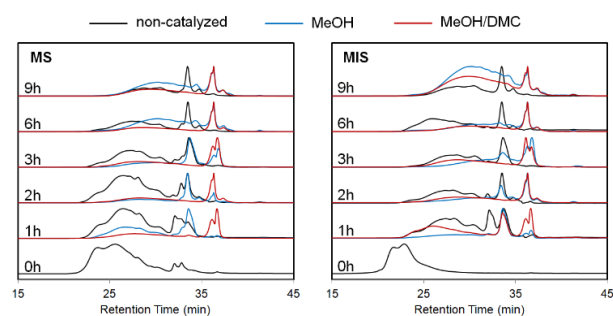 non-catalyzed MeOH MeOH/DMC
MS
9h
6h
3h
2h
1h
0h
15 25 35 45
Retention Time (min)
MIS
9h
6h
3h
2h
1h
0h
15 25 35 45
Retention Time (min)